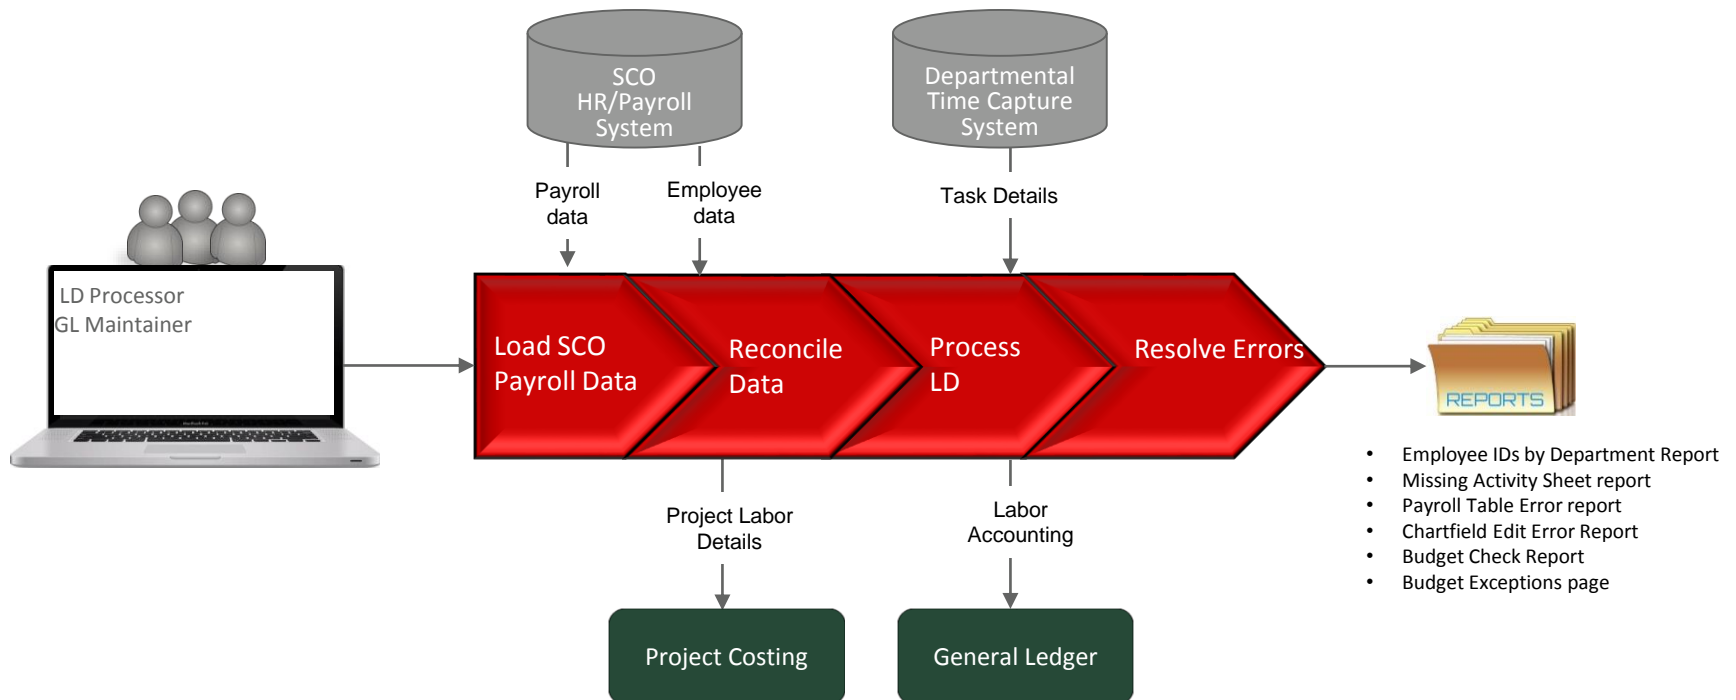 SCO
HR/Payroll
System
Departmental
Time Capture
System
Payroll
data
Employee
data
Task Details
LD Processor
GL Maintainer
Load SCO
Payroll Data
Reconcile
Data
Process
LD
Resolve Errors
REPORTS
• Employee IDs by Department Report
• Missing Activity Sheet report
• Payroll Table Error report
• Chartfield Edit Error Report
• Budget Check Report
• Budget Exceptions page
Project Labor
Details
Labor
Accounting
Project Costing
General Ledger